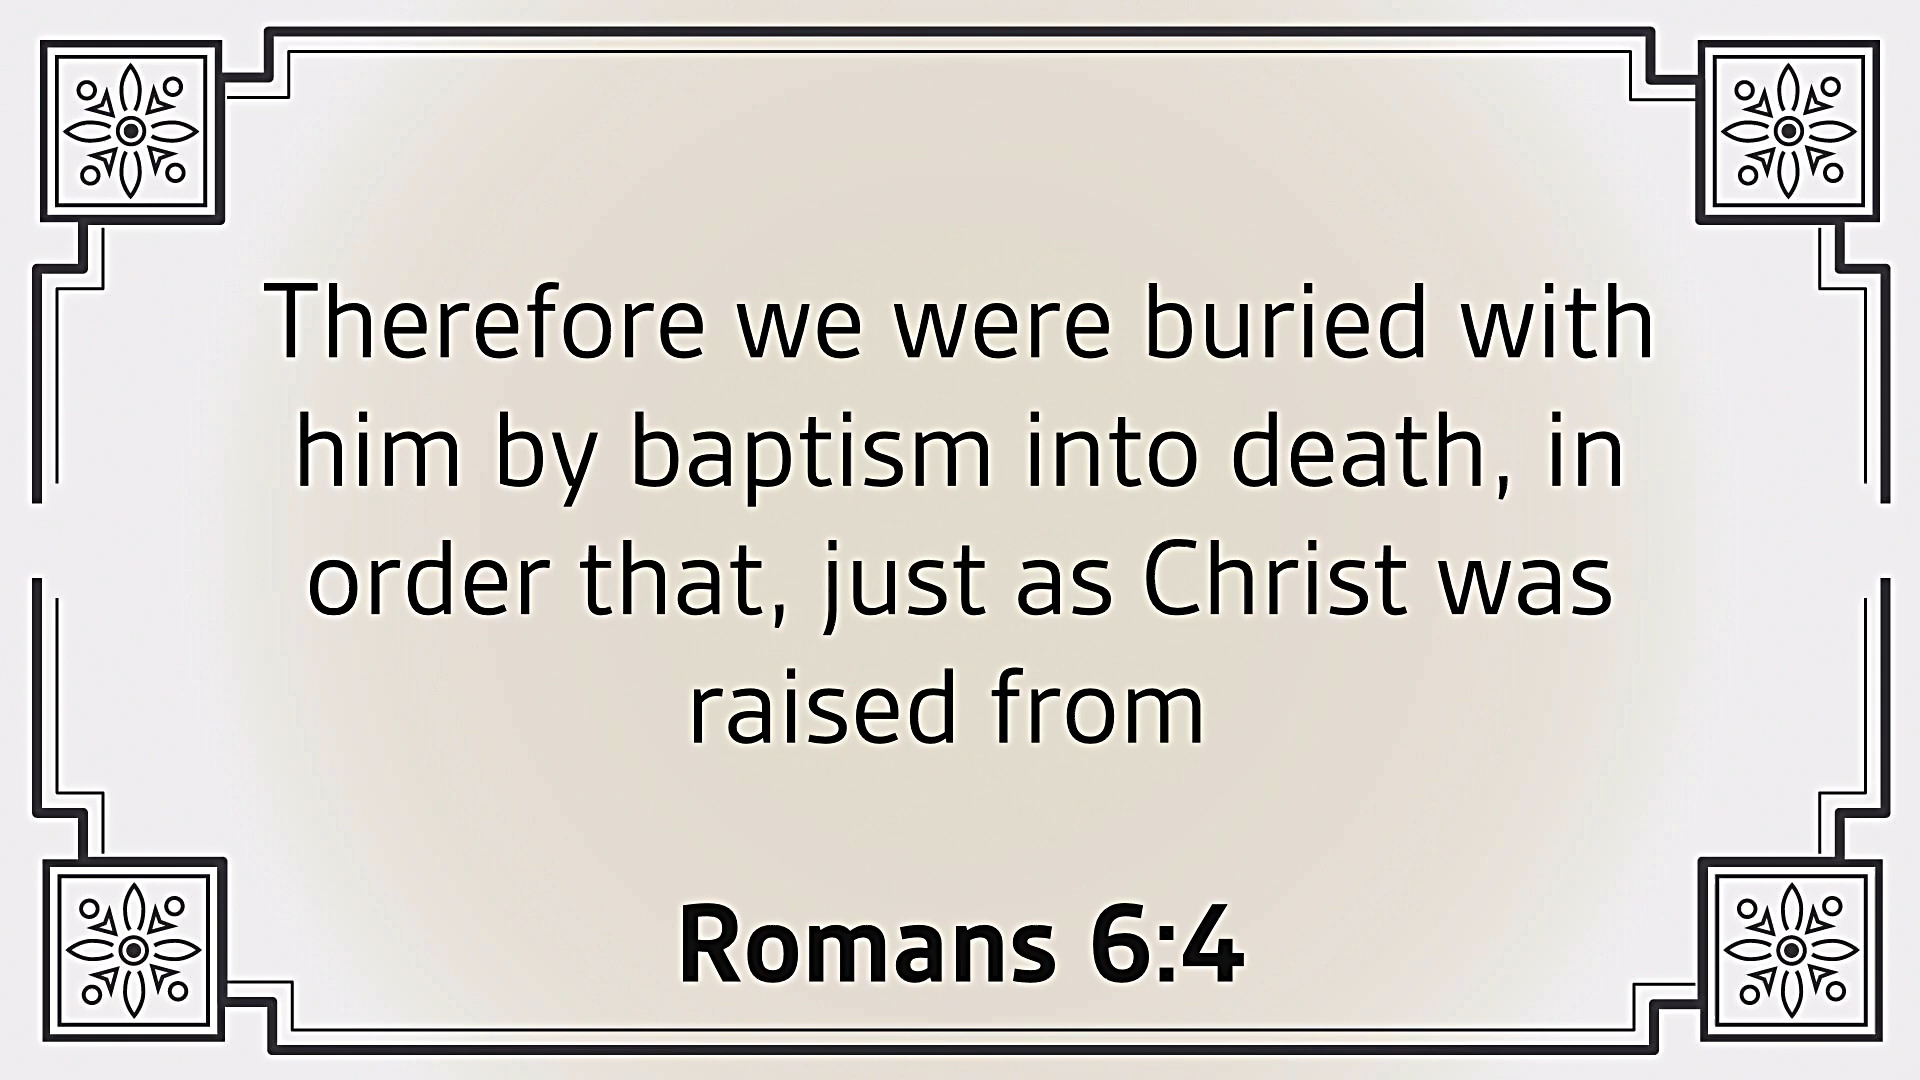 Therefore we were buried with
him by baptism into death, in
order that, just as Christ was
raised from
Romans 6:4